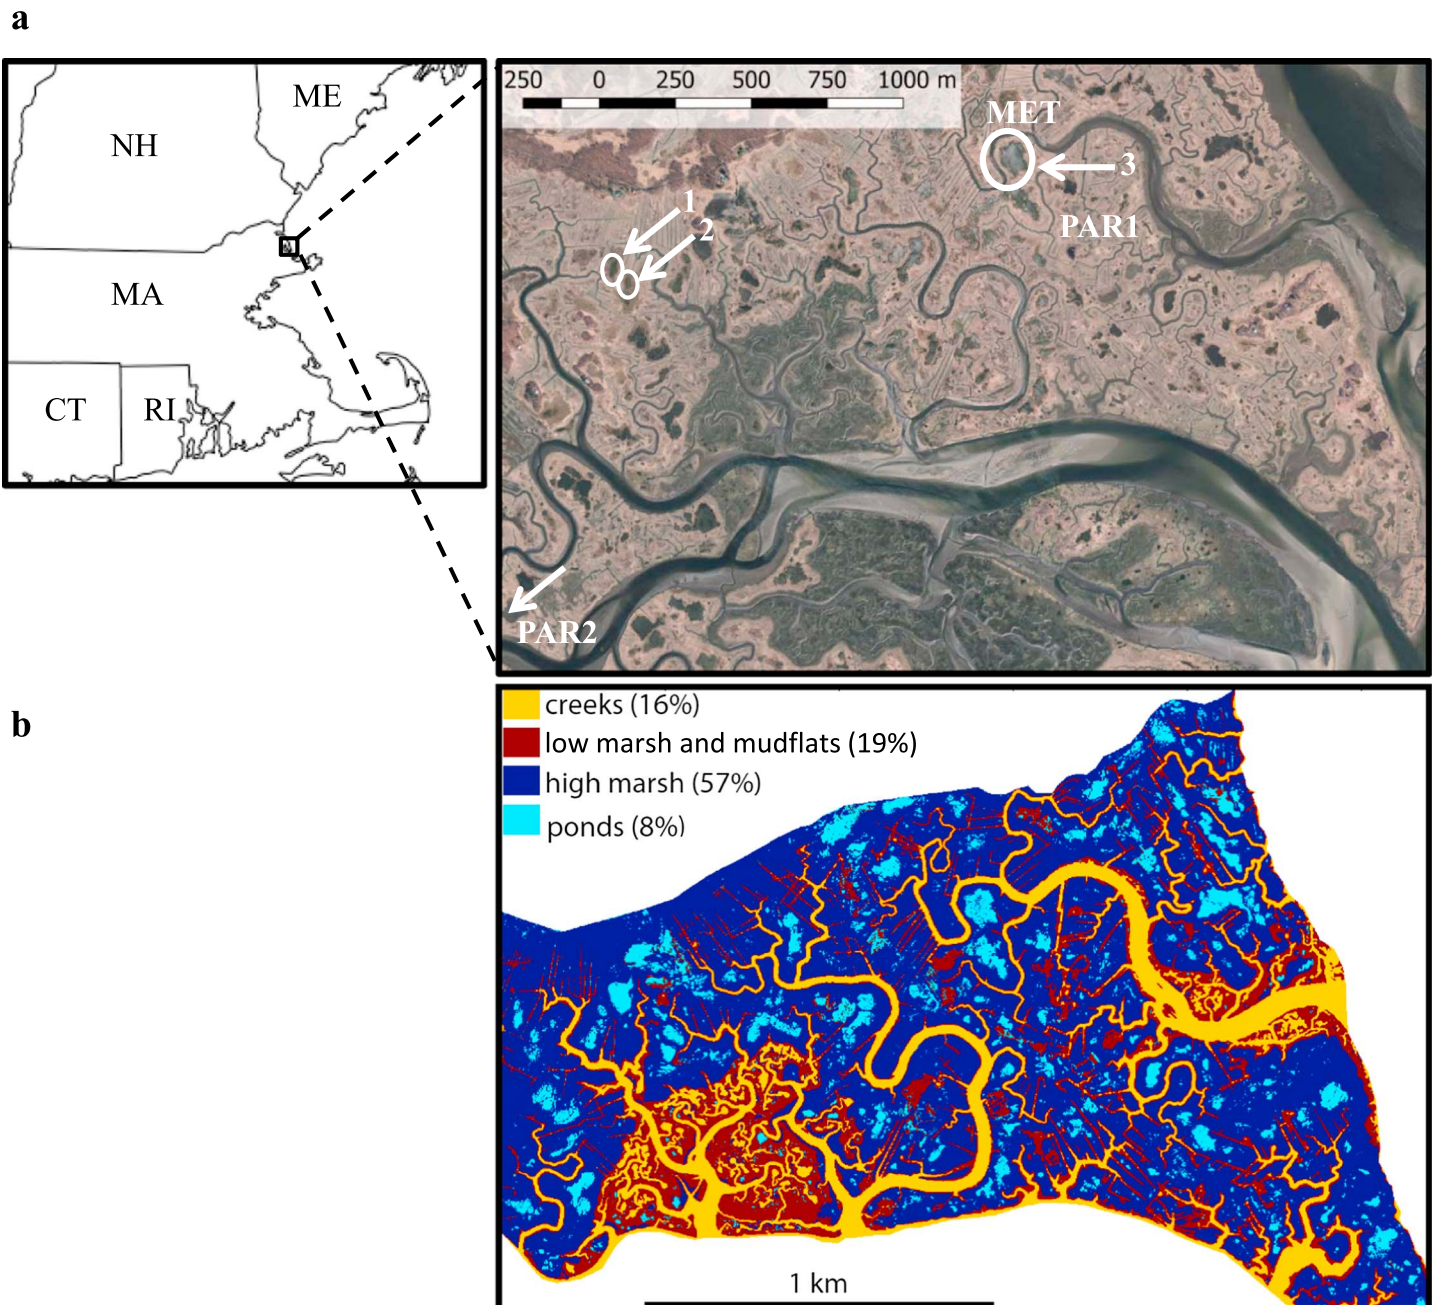 a
ME
NH
MA
CT
RI
250 0 250 500 750 1000 m
MET
3
1
PAR1
2
PAR2
b
creeks (16%)
low marsh and mudflats (19%)
high marsh (57%)
ponds (8%)
1 km